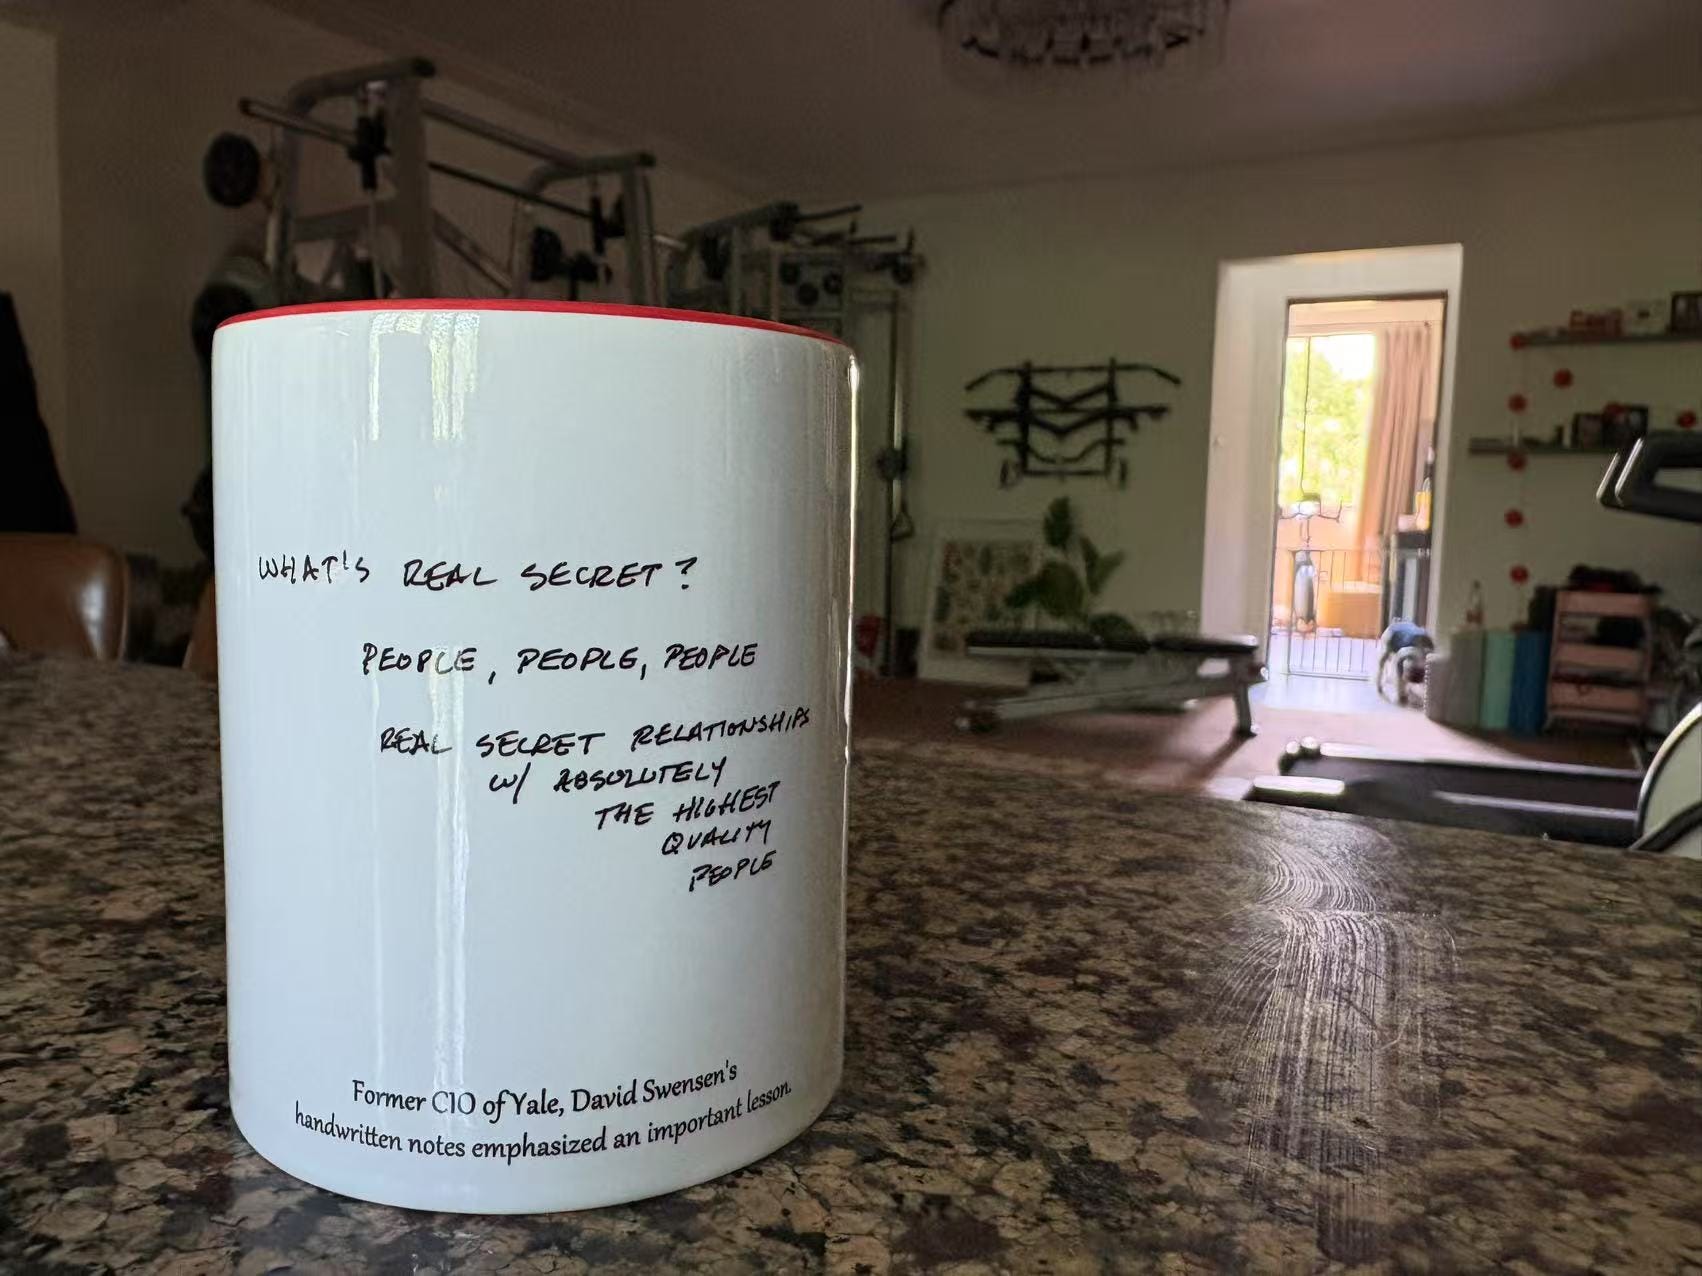 WHAT'S REAL SECRET?
PEOPLE, PEOPLE, PEOPLE
REAL SECRET RELATIONSHIPS
W/ ABSOLUTELY
THE HIGHEST
QUALITY
PEOPLE
Former CIO of Yale, David Swensen's
handwritten notes emphasized an important lesson.